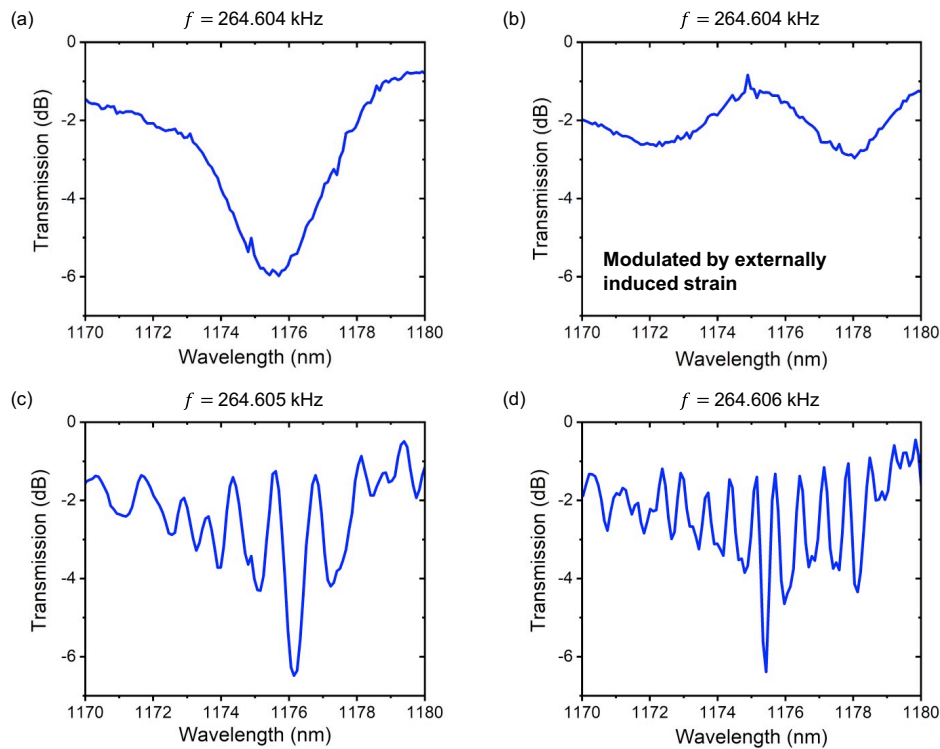 (a)
f = 264.604 kHz
Transmission (dB)
0
-2
-4
-6
1170 1172 1174 1176 1178 1180
Wavelength (nm)
(b)
f = 264.604 kHz
Transmission (dB)
0
-2
-4
-6
Modulated by externally
induced strain
1170 1172 1174 1176 1178 1180
Wavelength (nm)
(c)
f = 264.605 kHz
Transmission (dB)
0
-2
-4
-6
1170 1172 1174 1176 1178 1180
Wavelength (nm)
(d)
f = 264.606 kHz
Transmission (dB)
0
-2
-4
-6
1170 1172 1174 1176 1178 1180
Wavelength (nm)